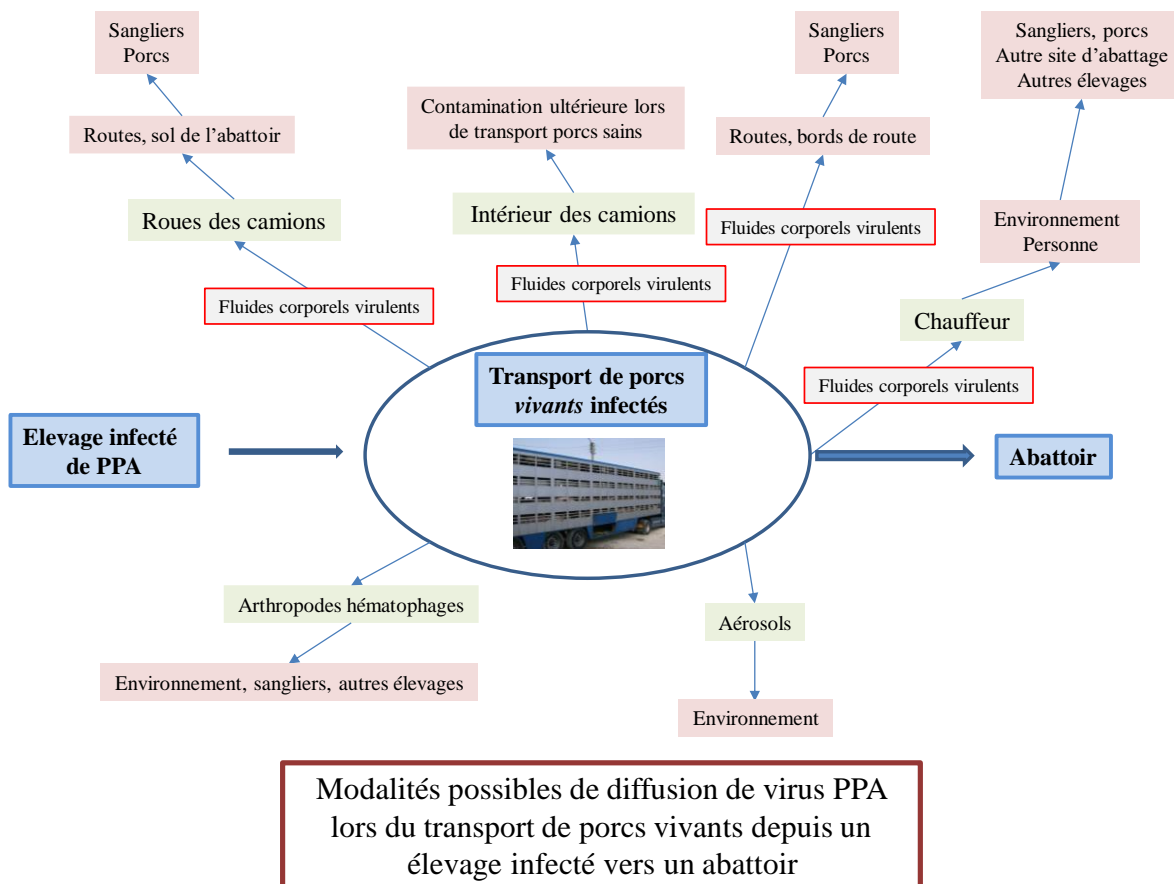 Sangliers
Porcs
Routes, sol de l'abattoir
Roues des camions
Fluides corporels virulents
Contamination ultérieure lors
de transport porcs sains
Intérieur des camions
Fluides corporels virulents
Sangliers
Porcs
Routes, bords de route
Fluides corporels virulents
Sangliers, porcs
Autre site d'abattage
Autres élevages
Environnement
Personne
Chauffeur
Fluides corporels virulents
Elevage infecté
de PPA
Transport de porcs
vivants infectés
Abattoir
Arthropodes hématophages
Environnement, sangliers, autres élevages
Aérosols
Environnement
Modalités possibles de diffusion de virus PPA
lors du transport de porcs vivants depuis un
élevage infecté vers un abattoir